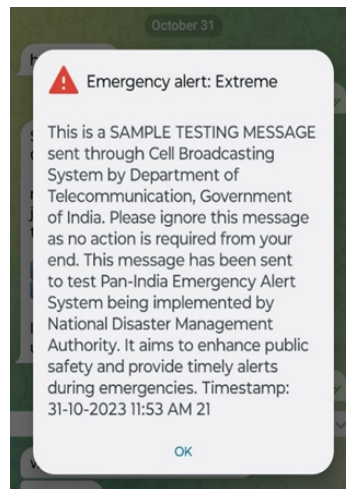 October 31
Emergency alert: Extreme
This is a SAMPLE TESTING MESSAGE
sent through Cell Broadcasting
System by Department of
Telecommunication, Government
of India. Please ignore this message
as no action is required from your
end. This message has been sent
to test Pan-India Emergency Alert
System being implemented by
National Disaster Management
Authority. It aims to enhance public
safety and provide timely alerts
during emergencies. Timestamp:
31-10-2023 11:53 AM 21
OK